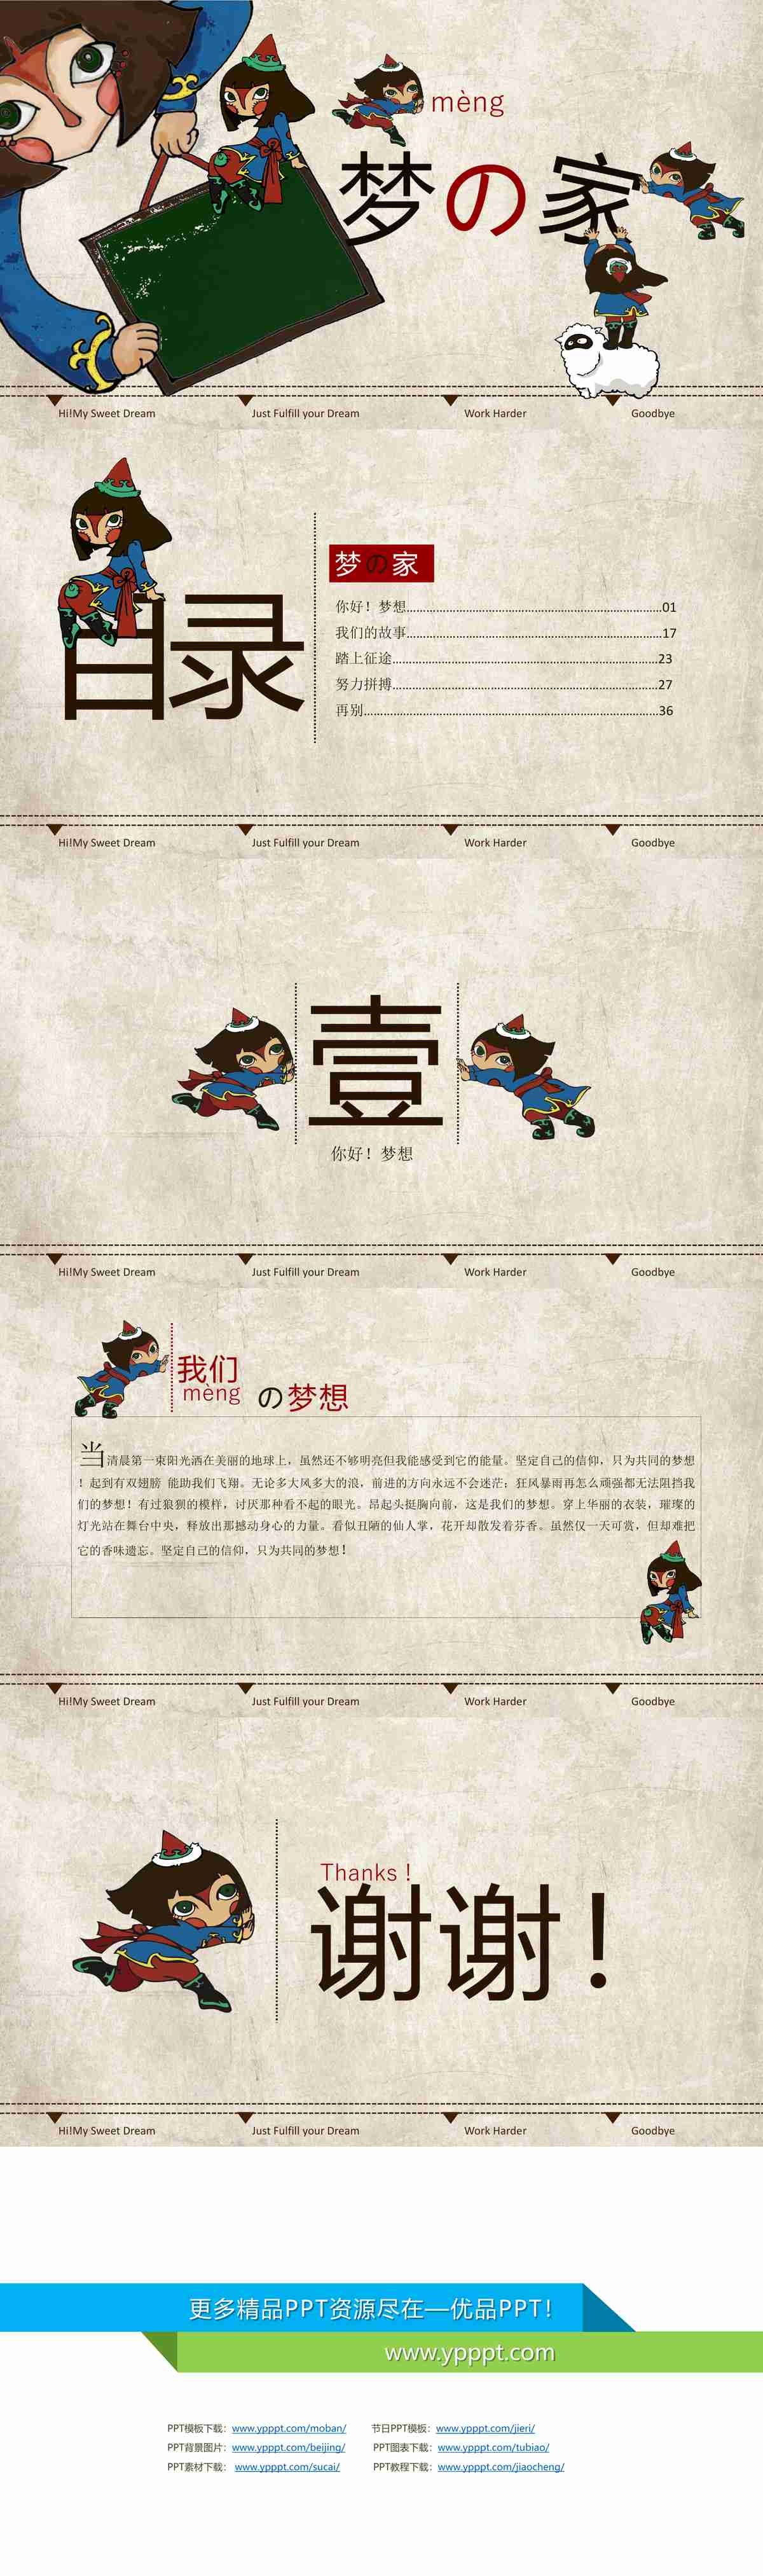 mèng
梦の家
Hi!My Sweet Dream Just Fulfill your Dream Work Harder Goodbye
目录
梦の家
你好！梦想....................................................................01
我们的故事....................................................................17
踏上征途....................................................................23
努力拼搏....................................................................27
再别....................................................................36
Hi!My Sweet Dream Just Fulfill your Dream Work Harder Goodbye
壹
你好！梦想
Hi!My Sweet Dream Just Fulfill your Dream Work Harder Goodbye
我们
mèng
の梦想
当清晨第一束阳光洒在美丽的地球上，虽然还不够明亮但我能感受到它的能量。坚定自己的信仰，只为共同的梦想
！起到有双翅膀 能助我们飞翔。无论多大风多大的浪，前进的方向永远不会迷茫；狂风暴雨再怎么顽强都无法阻挡我
们的梦想！有过狼狈的模样，讨厌那种看不起的眼光。昂起头挺胸向前，这是我们的梦想。穿上华丽的衣装，璀璨的
灯光站在舞台中央，释放出那撼动身心的力量。看似丑陋的仙人掌，花开却散发着芬香。虽然仅一天可赏，但却难把
它的香味遗忘。坚定自己的信仰，只为共同的梦想！
Hi!My Sweet Dream Just Fulfill your Dream Work Harder Goodbye
Thanks！
谢谢！
Hi!My Sweet Dream Just Fulfill your Dream Work Harder Goodbye
更多精品PPT资源尽在—优品PPT！
www.ypppt.com
PPT模板下载：www.ypppt.com/moban/ 节日PPT模板：www.ypppt.com/jieri/
PPT背景图片：www.ypppt.com/beijing/ PPT图表下载：www.ypppt.com/tubiao/
PPT素材下载：www.ypppt.com/sucai/ PPT教程下载：www.ypppt.com/jiaocheng/